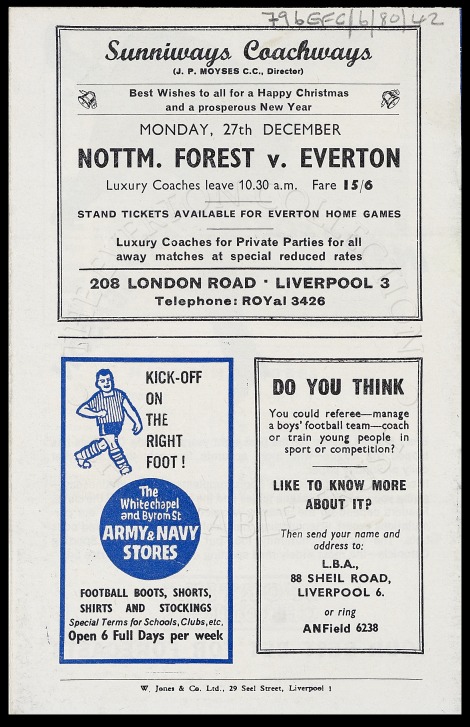 796EFC/6/80/42
Sunniways Coachways
(J. P. MOYSES C.C., Director)
Best Wishes to all for a Happy Christmas
and a prosperous New Year
MONDAY, 27th DECEMBER
NOTTM. FOREST v. EVERTON
Luxury Coaches leave 10.30 a.m. Fare 15/6
STAND TICKETS AVAILABLE FOR EVERTON HOME GAMES
Luxury Coaches for Private Parties for all
away matches at special reduced rates
208 LONDON ROAD · LIVERPOOL 3
Telephone: ROYal 3426
KICK-OFF
ON
THE
RIGHT
FOOT!
The
Whitechapel
and Byrom St
ARMY & NAVY
STORES
FOOTBALL BOOTS, SHORTS,
SHIRTS AND STOCKINGS
Special Terms for Schools, Clubs, etc.
Open 6 Full Days per week
DO YOU THINK
You could referee—manage
a boys' football team—coach
or train young people in
sport or competition?
LIKE TO KNOW MORE
ABOUT IT?
Then send your name and
address to:
L.B.A.,
88 SHEIL ROAD,
LIVERPOOL 6.
or ring
ANField 6238
W. Jones & Co. Ltd., 29 Seel Street, Liverpool 1